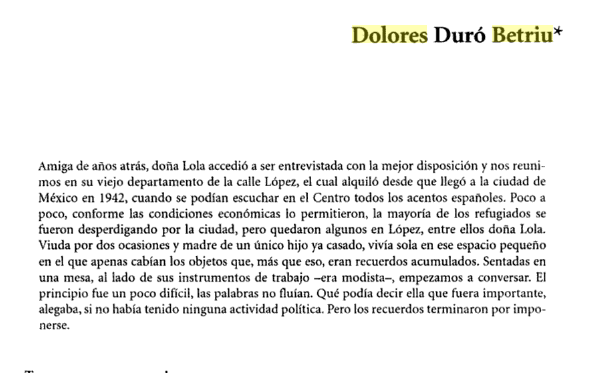 Dolores Duró Betriu*
Amiga de años atrás, doña Lola accedió a ser entrevistada con la mejor disposición y nos reuni-
mos en su viejo departamento de la calle López, el cual alquiló desde que llegó a la ciudad de
México en 1942, cuando se podían escuchar en el Centro todos los acentos españoles. Poco a
poco, conforme las condiciones económicas lo permitieron, la mayoría de los refugiados se
fueron desperdigando por la ciudad, pero quedaron algunos en López, entre ellos doña Lola.
Viuda por dos ocasiones y madre de un único hijo ya casado, vivía sola en ese espacio pequeño
en el que apenas cabían los objetos que, más que eso, eran recuerdos acumulados. Sentadas en
una mesa, al lado de sus instrumentos de trabajo –era modista–, empezamos a conversar. El
principio fue un poco difícil, las palabras no fluían. Qué podía decir ella que fuera importante,
alegaba, si no había tenido ninguna actividad política. Pero los recuerdos terminaron por impo-
nerse.